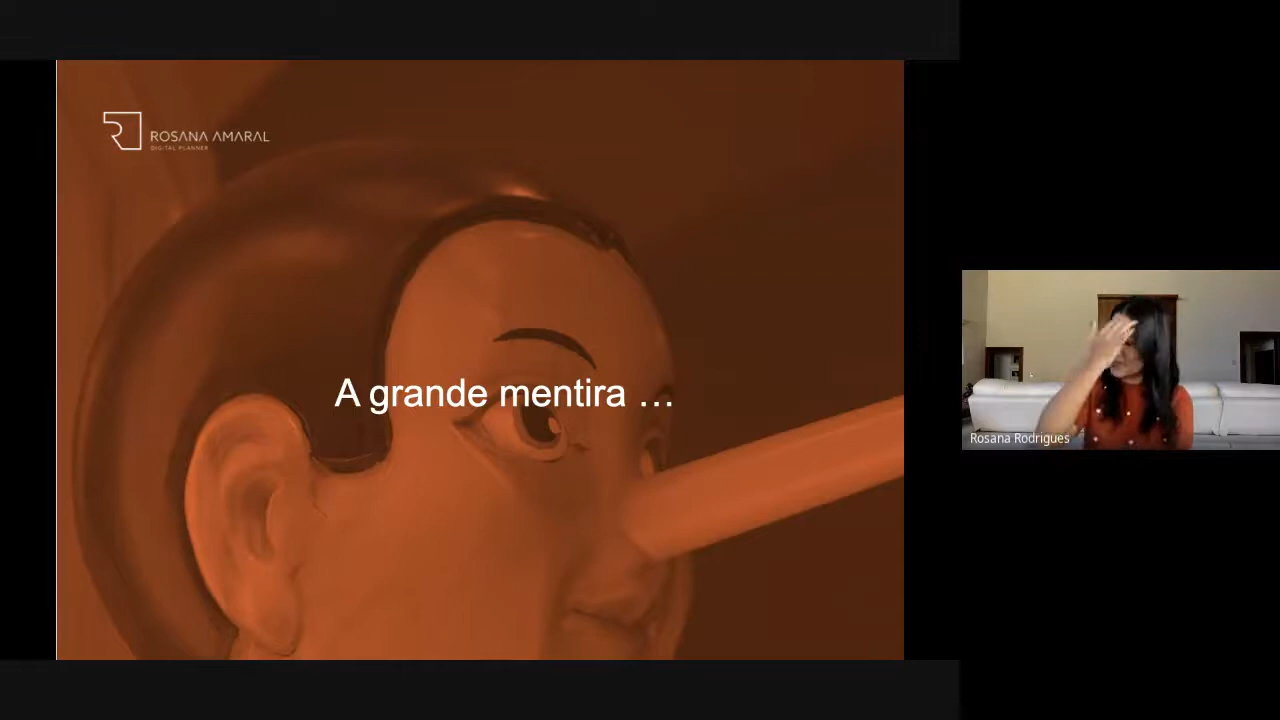 ROSANA AMARAL
DIGITAL PLANNER
A grande mentira ...
Rosana Rodrigues